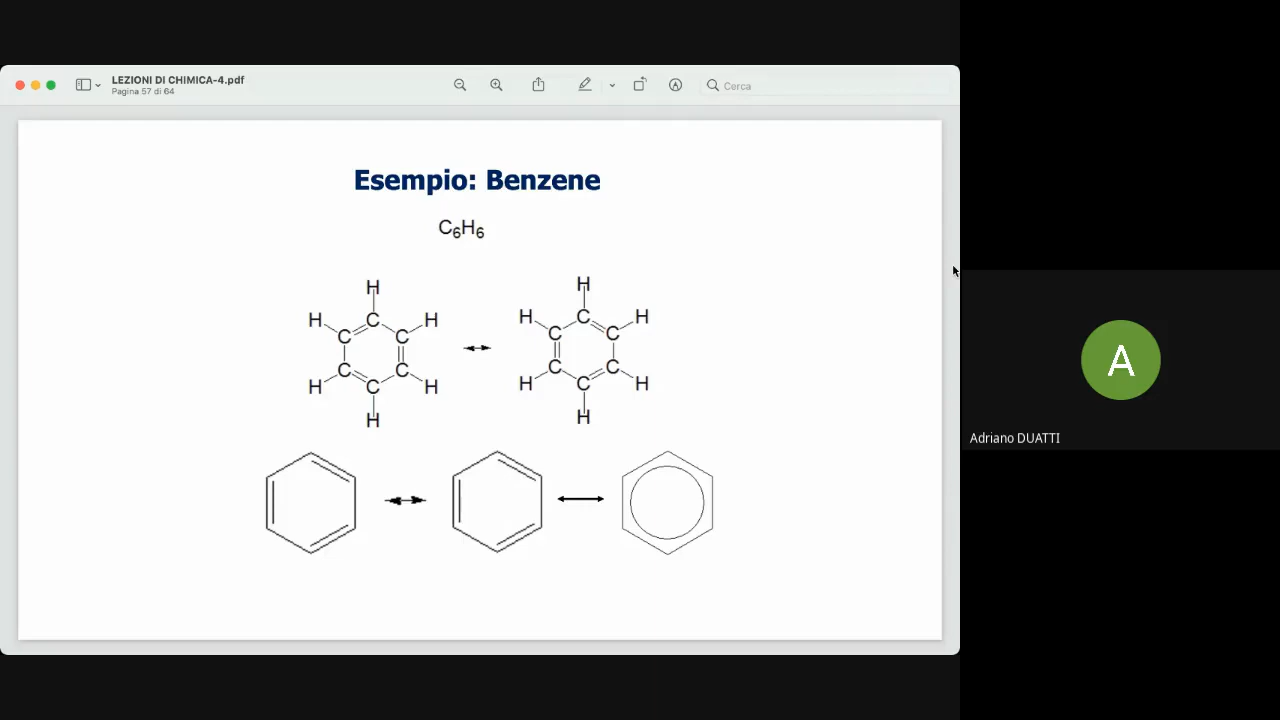 LEZIONI DI CHIMICA-4.pdf
Pagina 57 di 64
Cerca
Esempio: Benzene
C₆H₆
H H
H C H H C H
C C C C
C C C C
H C H H C H
H H
A
Adriano DUATTI